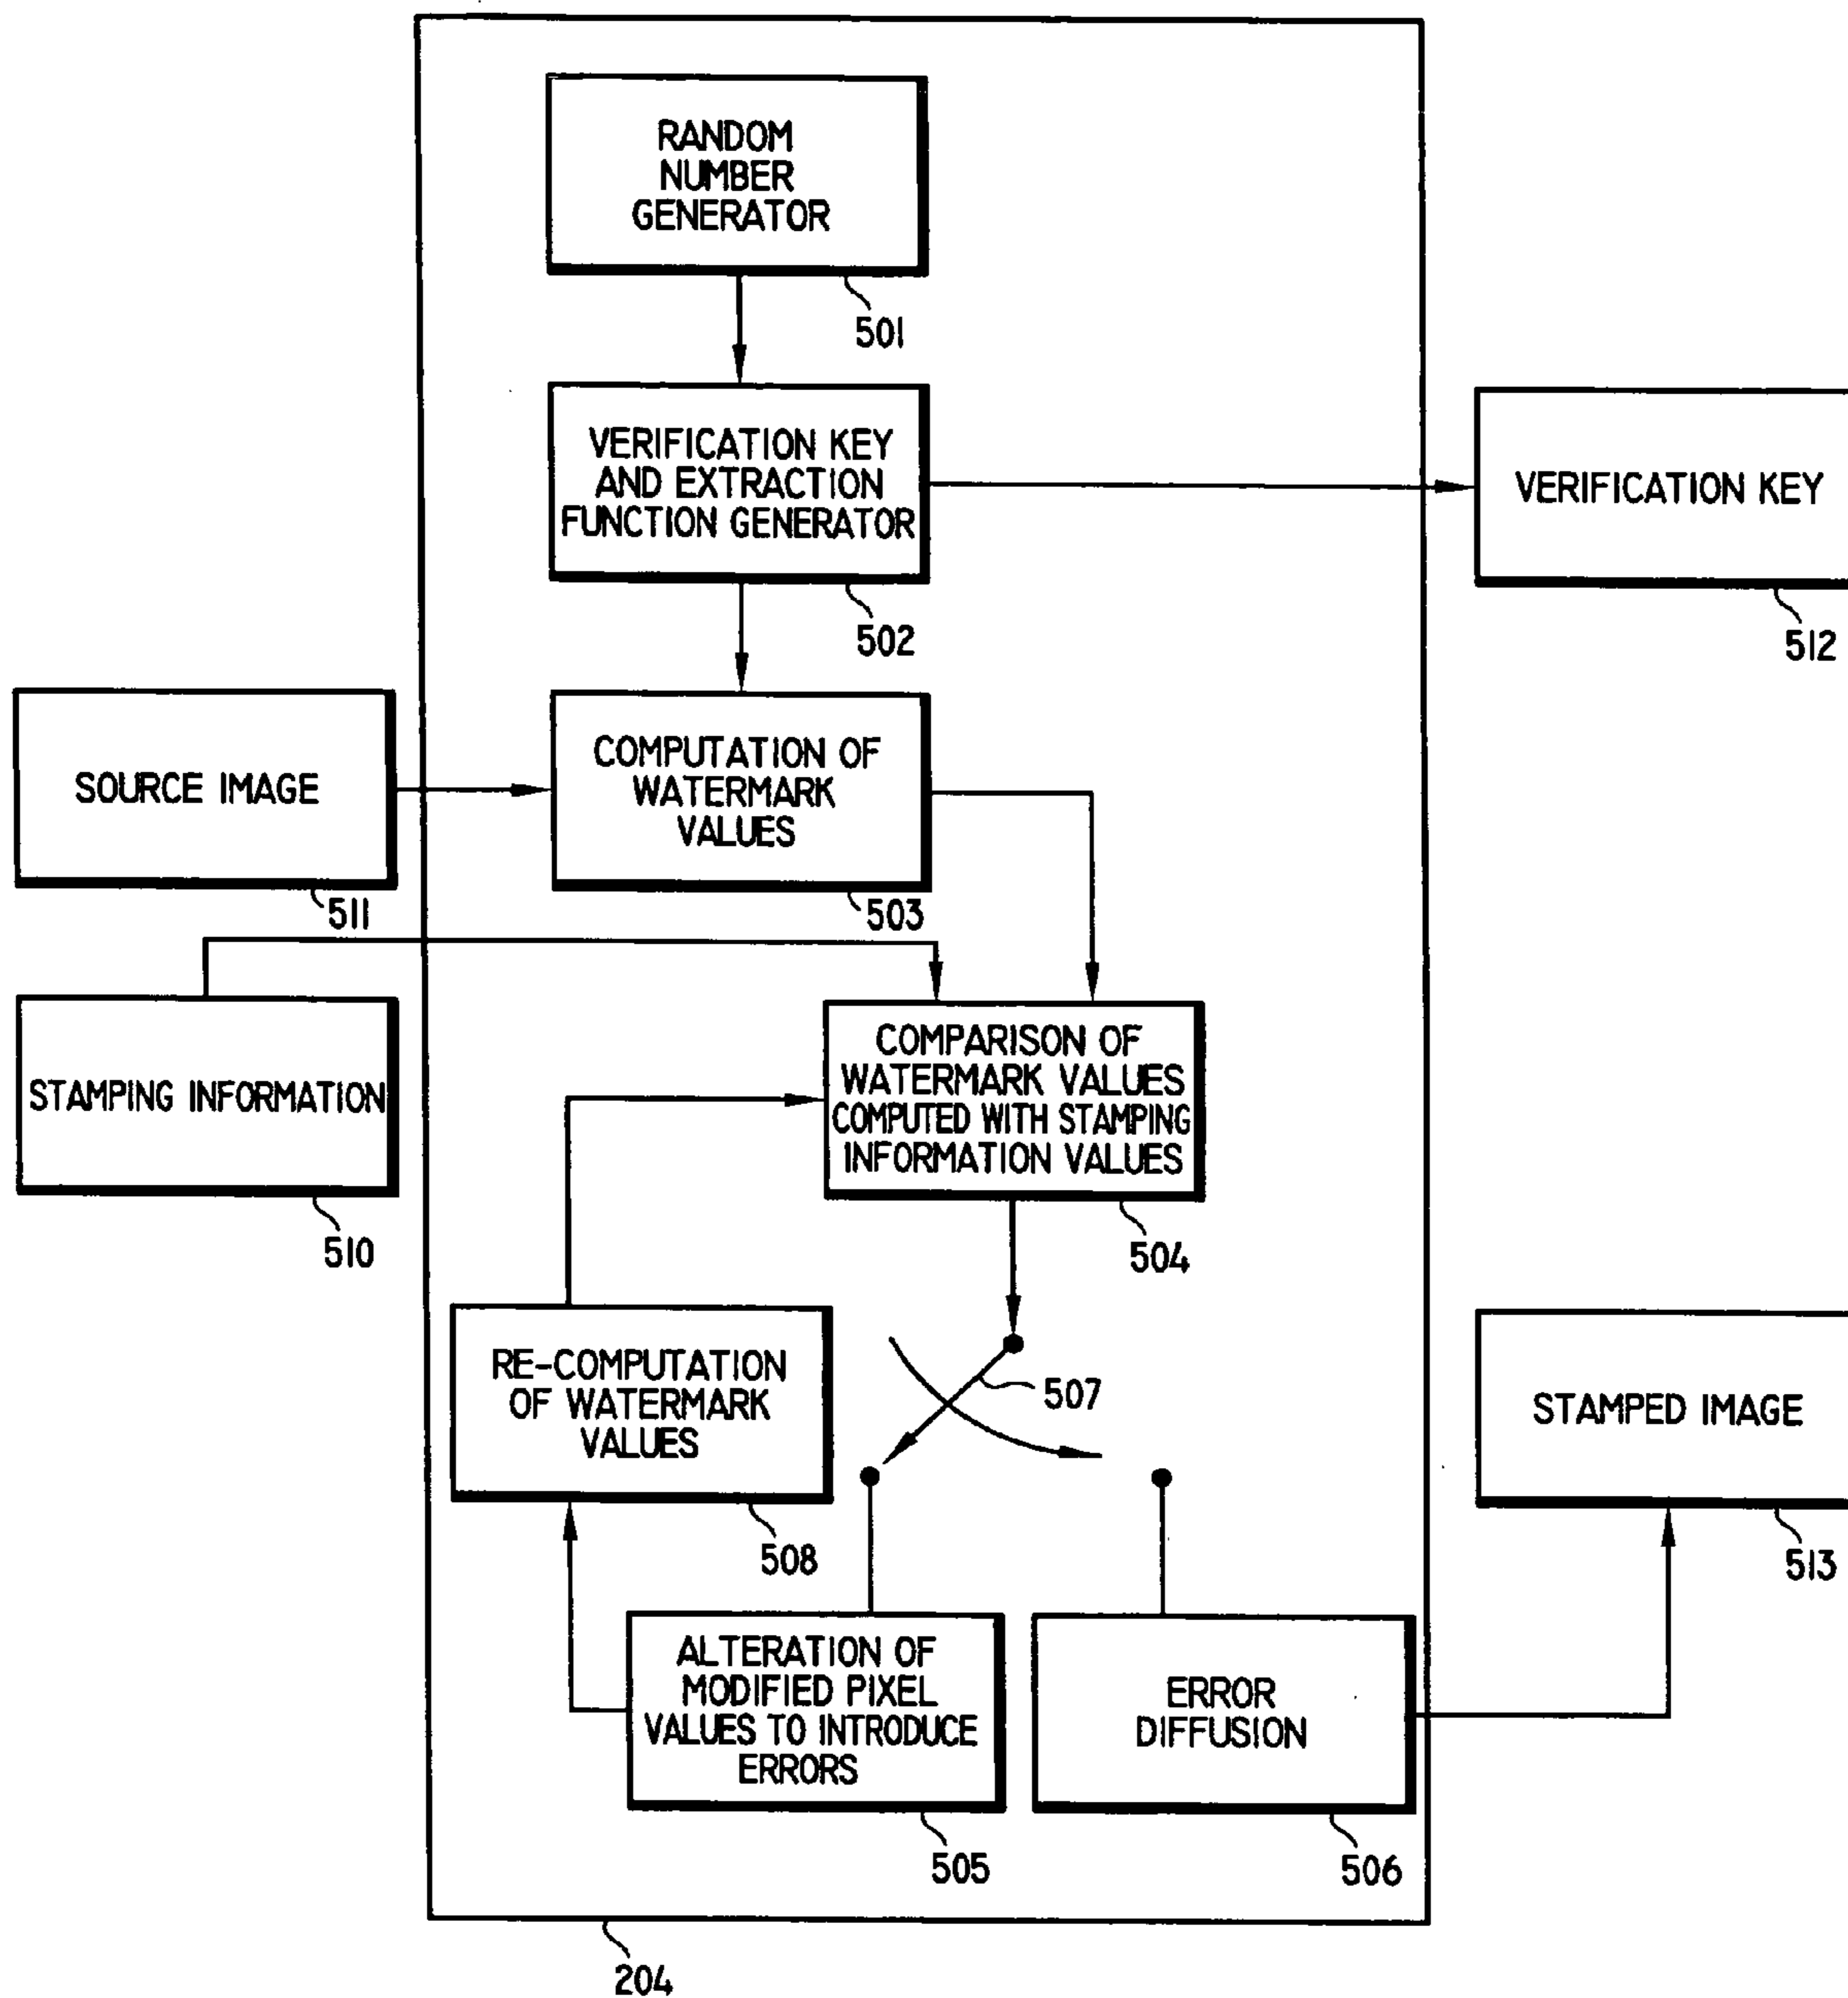 RANDOM
NUMBER
GENERATOR
501
VERIFICATION KEY
AND EXTRACTION
FUNCTION GENERATOR
502
VERIFICATION KEY
512
SOURCE IMAGE
511
COMPUTATION OF
WATERMARK
VALUES
503
STAMPING INFORMATION
510
COMPARISON OF
WATERMARK VALUES
COMPUTED WITH STAMPING
INFORMATION VALUES
504
RE-COMPUTATION
OF WATERMARK
VALUES
508
507
STAMPED IMAGE
513
ALTERATION OF
MODIFIED PIXEL
VALUES TO INTRODUCE
ERRORS
505
ERROR
DIFFUSION
506
204